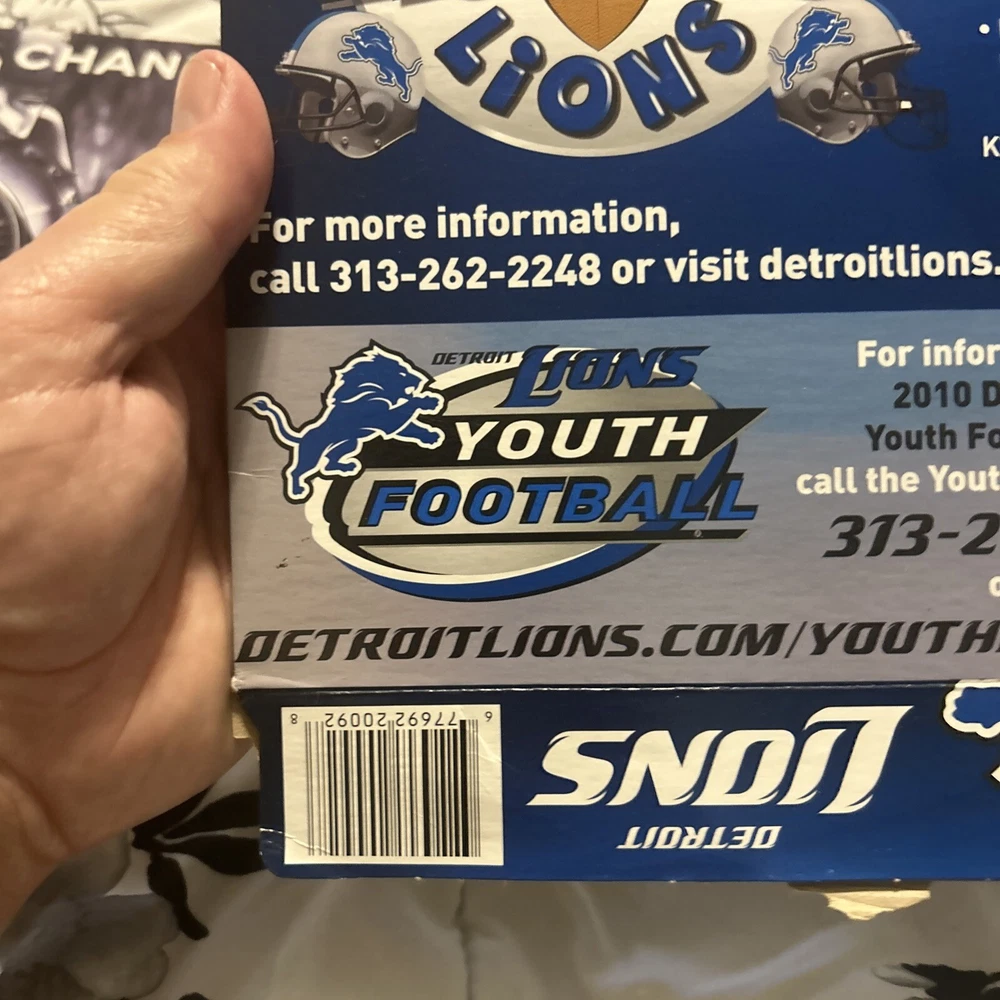 CHAN
LIONS
For more information,
call 313-262-2248 or visit detroitlions.
K
DETROIT LIONS
YOUTH
FOOTBALL
For infor
2010 D
Youth Fo
call the Yout
313-2
o
DETROITLIONS.COM/YOUTH
6 77692 20092 8
DETROIT
LIONS